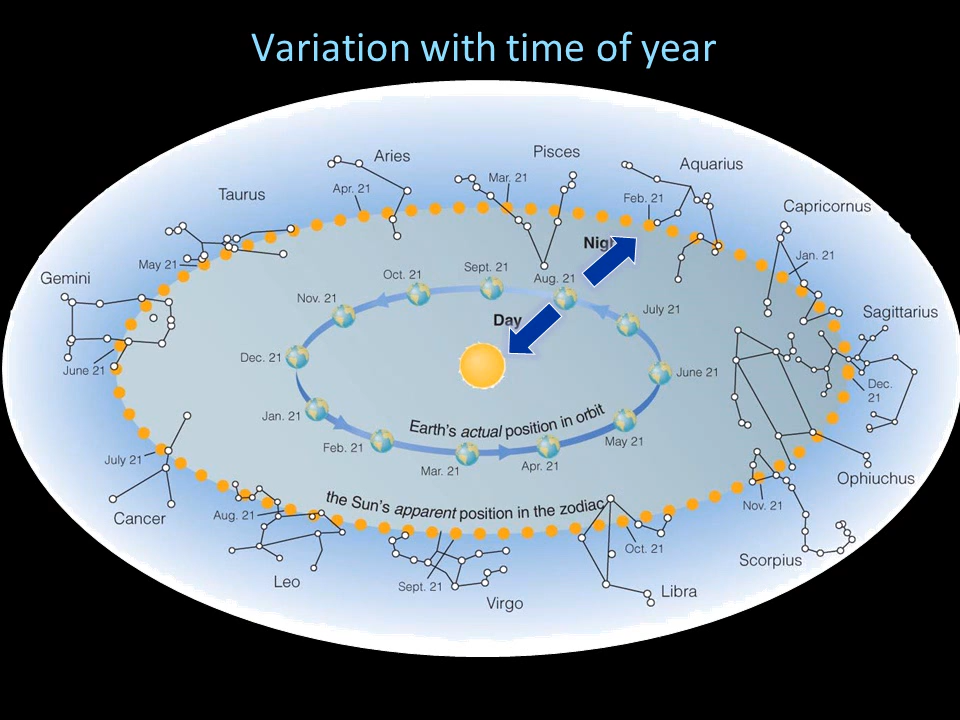 Variation with time of year
Aries
Pisces
Aquarius
Taurus
Apr. 21
Mar. 21
Feb. 21
Capricornus
May 21
Gemini
Oct. 21
Sept. 21
Aug. 21
Jan. 21
Nov. 21
Day
July 21
Sagittarius
Dec. 21
June 21
June 21
Dec.
21
Jan. 21
Earth's actual position in orbit
Feb. 21
Mar. 21
Apr. 21
May 21
July 21
Cancer
Aug. 21
the Sun's apparent position in the zodiac
Nov. 21
Ophiuchus
Leo
Sept. 21
Virgo
Oct. 21
Libra
Scorpius